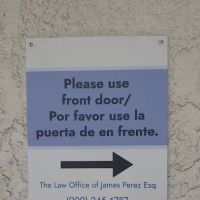 Please use
front door/
Por favor use la
puerta de en frente.
The Law Office of James Perez Esq